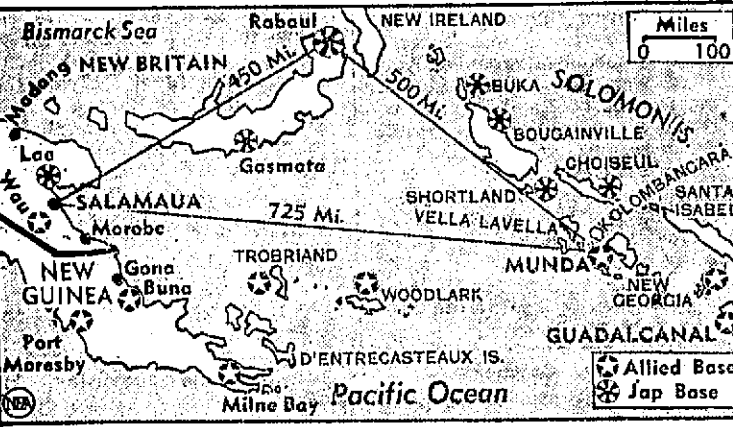 Bismarck Sea
Rabaul
NEW IRELAND
Miles
0 100
Madang
NEW BRITAIN
450 Mi.
500 Mi.
BUKA
SOLOMON IS.
BOUGAINVILLE
Lae
Gasmata
CHOISEUL
KOLOMBANGARA
Wau
SALAMAUA
SHORTLAND
SANTA
ISABEL
725 Mi.
VELLA LAVELLA
Morobe
TROBRIAND
MUNDA
NEW
GUINEA
Gona
Buna
WOODLARK
NEW
GEORGIA
Port
Moresby
GUADALCANAL
D'ENTRECASTEAUX IS.
Allied Base
Jap Base
NEA
Milne Bay
Pacific Ocean